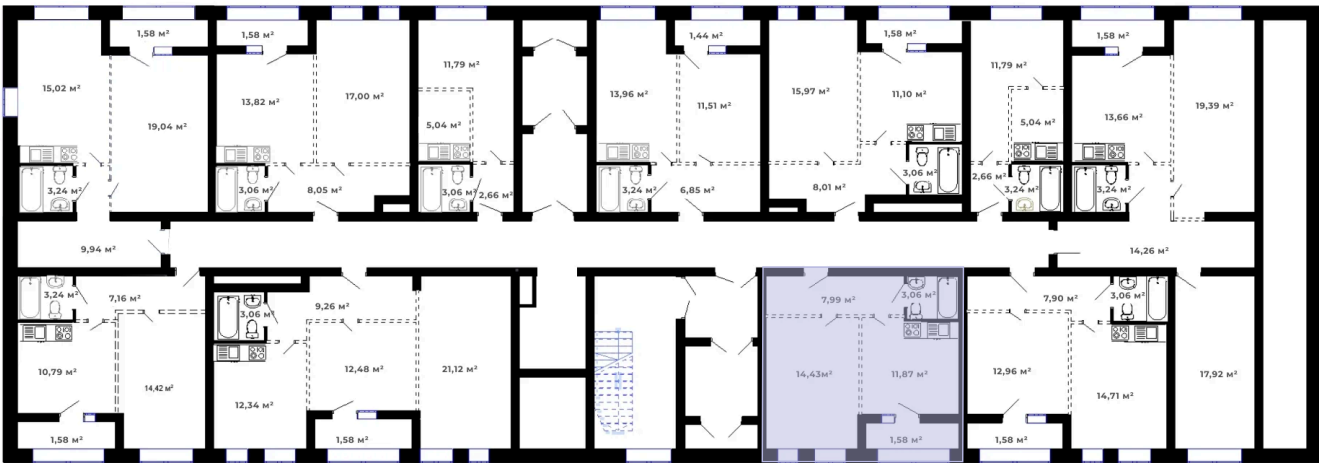 1,58 м²
1,58 м²
1,44 м²
1,58 м²
1,58 м²
15,02 м²
19,04 м²
13,82 м²
17,00 м²
11,79 м²
5,04 м²
13,96 м²
11,51 м²
15,97 м²
11,10 м²
11,79 м²
5,04 м²
13,66 м²
19,39 м²
3,24 м²
3,06 м²
8,05 м²
3,06 м²
2,66 м²
3,24 м²
6,85 м²
8,01 м²
3,06 м²
2,66 м²
3,24 м²
3,24 м²
9,94 м²
14,26 м²
3,24 м²
7,16 м²
3,06 м²
9,26 м²
7,99 м²
3,06 м²
7,90 м²
3,06 м²
10,79 м²
14,42 м²
12,34 м²
12,48 м²
21,12 м²
14,43м²
11,87 м²
12,96 м²
14,71 м²
17,92 м²
1,58 м²
1,58 м²
1,58 м²
1,58 м²